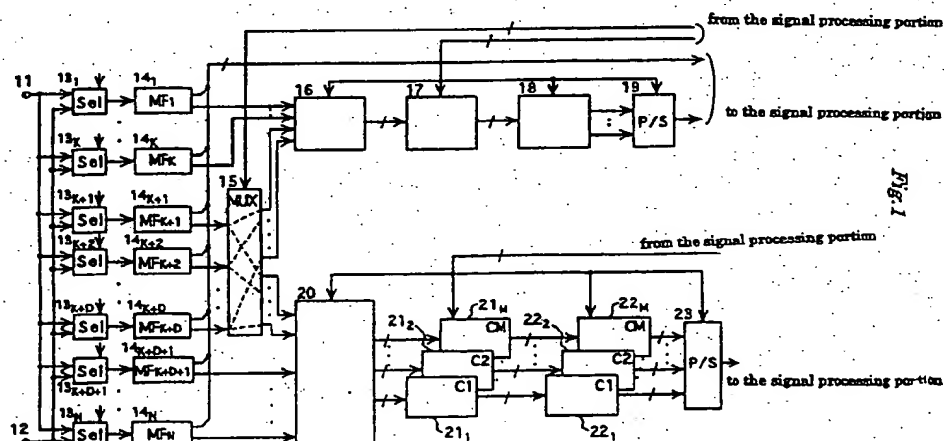 from the signal processing portion
11
13₁
Sel
14₁
MF1
16
17
18
19
P/S
to the signal processing portion
13K
Sel
14K
MFK
15
MUX
13K+1
Sel
14K+1
MFK+1
13K+2
Sel
14K+2
MFK+2
Fig.1
from the signal processing portion
13K+D
Sel
14K+D
MFK+D
20
21M
CM
22M
CM
23
P/S
21₂
C2
22₂
C2
C1
C1
Sel
13K+D+1
14K+D+1
MFK+D+1
to the signal processing portion
12
13N
Sel
14N
MFN
21₁
22₁